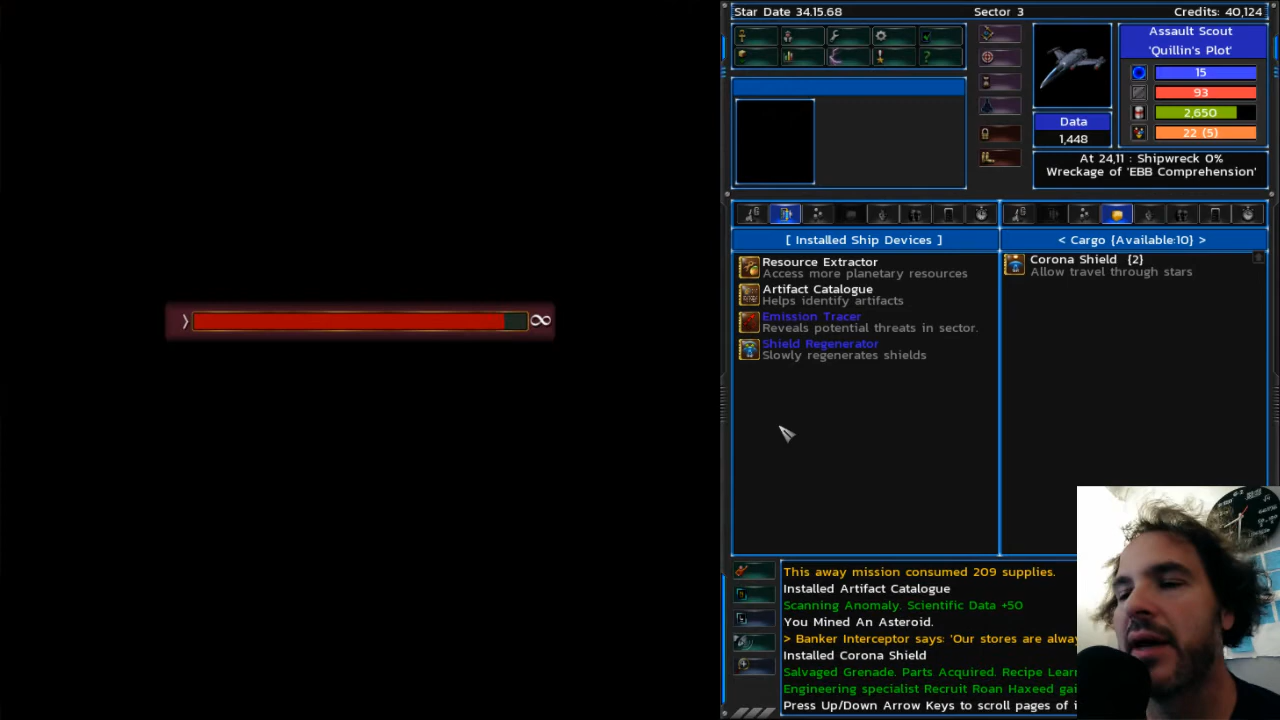 Star Date 34.15.68
Sector 3
Credits: 40,124
Assault Scout
'Quillin's Plot'
15
93
2,650
22 (5)
Data
1,448
At 24,11 : Shipwreck 0%
Wreckage of 'EBB Comprehension'
[ Installed Ship Devices ]
Resource Extractor
Access more planetary resources
Artifact Catalogue
Helps identify artifacts
Emission Tracer
Reveals potential threats in sector.
Shield Regenerator
Slowly regenerates shields
< Cargo {Available:10} >
Corona Shield {2}
Allow travel through stars
This away mission consumed 209 supplies.
Installed Artifact Catalogue
Scanning Anomaly. Scientific Data +50
You Mined An Asteroid.
> Banker Interceptor says: 'Our stores are alway
Installed Corona Shield
Salvaged Grenade. Parts Acquired. Recipe Learn
Engineering specialist Recruit Roan Haxeed gai
Press Up/Down Arrow Keys to scroll pages of i